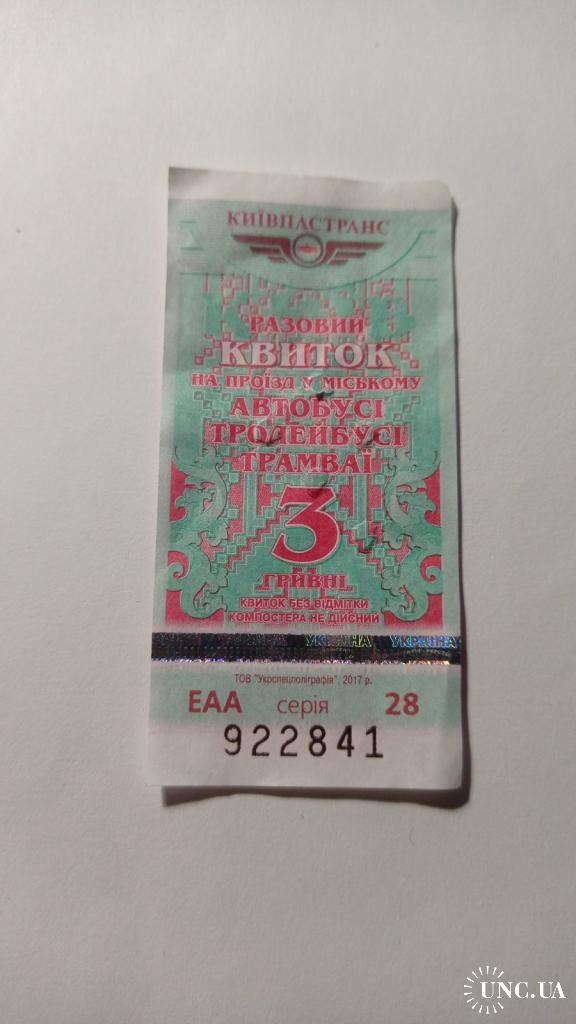 КИЇВПАСТРАНС
РАЗОВИЙ
КВИТОК
НА ПРОЇЗД У МІСЬКОМУ
АВТОБУСІ
ТРОЛЕЙБУСІ
ТРАМВАЇ
3
ГРИВНІ
КВИТОК БЕЗ ВІДМІТКИ
КОМПОСТЕРА НЕ ДІЙСНИЙ
УКРАЇНА УКРАЇНА
ТОВ "Укрспецполіграфія", 2017 р.
ЕАА серія 28
922841
UNC.UA